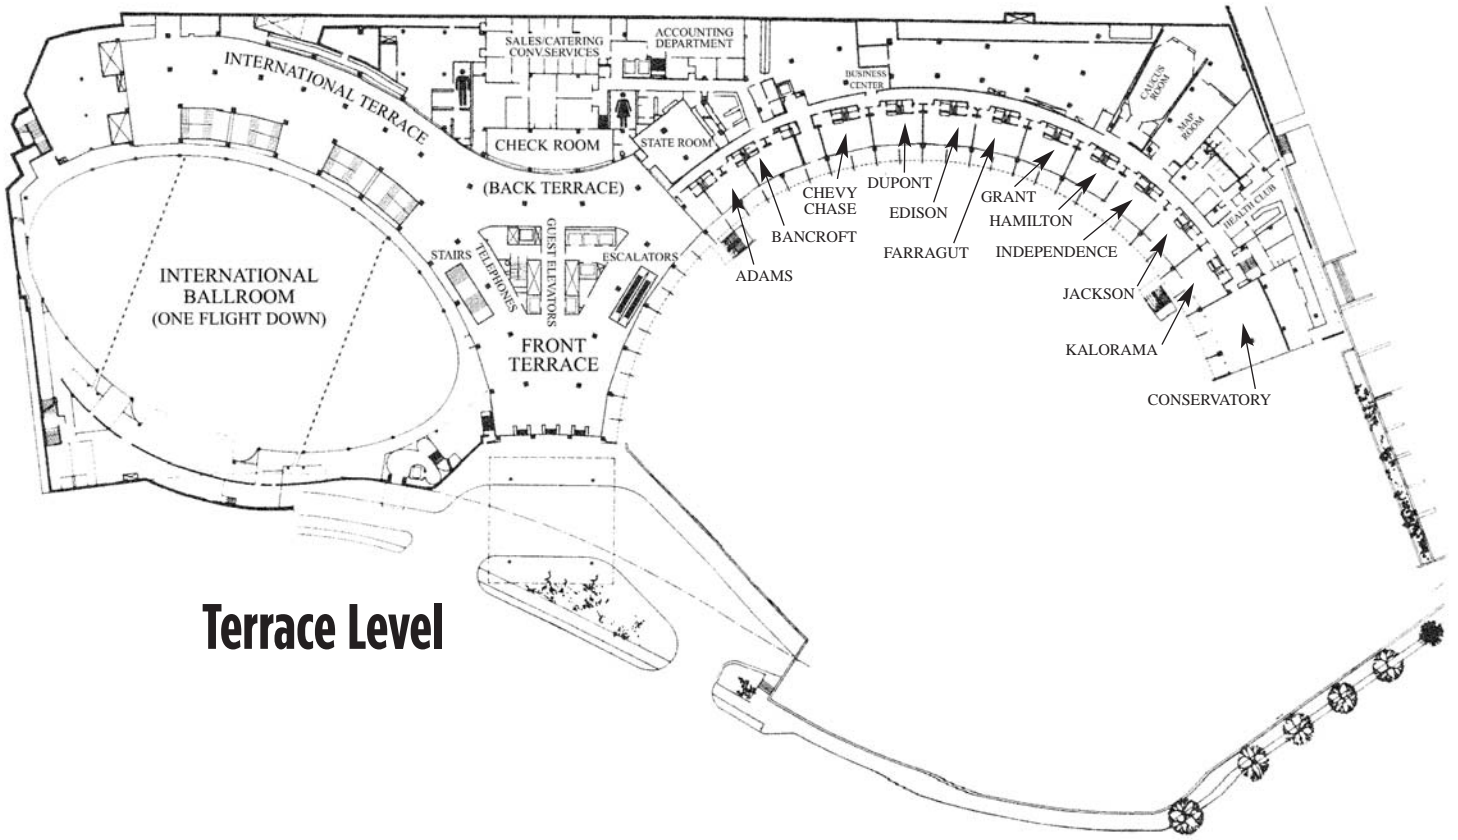 SALES/CATERING
CONV.SERVICES
ACCOUNTING
DEPARTMENT
INTERNATIONAL TERRACE
BUSINESS
CENTER
CAUCUS
ROOM
MAP
ROOM
CHECK ROOM
STATE ROOM
(BACK TERRACE)
CHEVY
CHASE
DUPONT
EDISON
GRANT
HAMILTON
HEALTH CLUB
BANCROFT
FARRAGUT
INDEPENDENCE
ADAMS
JACKSON
KALORAMA
CONSERVATORY
STAIRS
TELEPHONES
GUEST ELEVATORS
ESCALATORS
INTERNATIONAL
BALLROOM
(ONE FLIGHT DOWN)
FRONT
TERRACE
Terrace Level